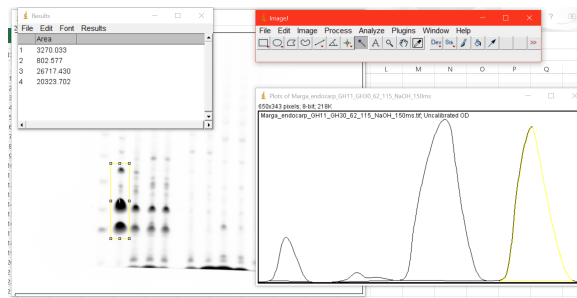 Results
File Edit Font Results
Area
1 3270.033
2 802.577
3 26717.430
4 20323.702
ImageJ
File Edit Image Process Analyze Plugins Window Help
A Dev Stk >>
L M N O P Q
Plots of Marga_endocarp_GH11_GH30_62_115_NaOH_150ms
650x343 pixels; 8-bit; 218K
Marga_endocarp_GH11_GH30_62_115_NaOH_150ms.tif; Uncalibrated OD